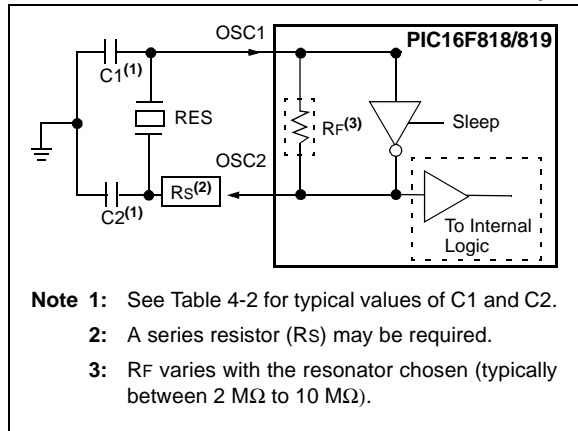 OSC1
PIC16F818/819
C1(1)
RES
RF(3)
Sleep
OSC2
RS(2)
C2(1)
To Internal
Logic
Note 1: See Table 4-2 for typical values of C1 and C2.
2: A series resistor (RS) may be required.
3: RF varies with the resonator chosen (typically
between 2 MΩ to 10 MΩ).